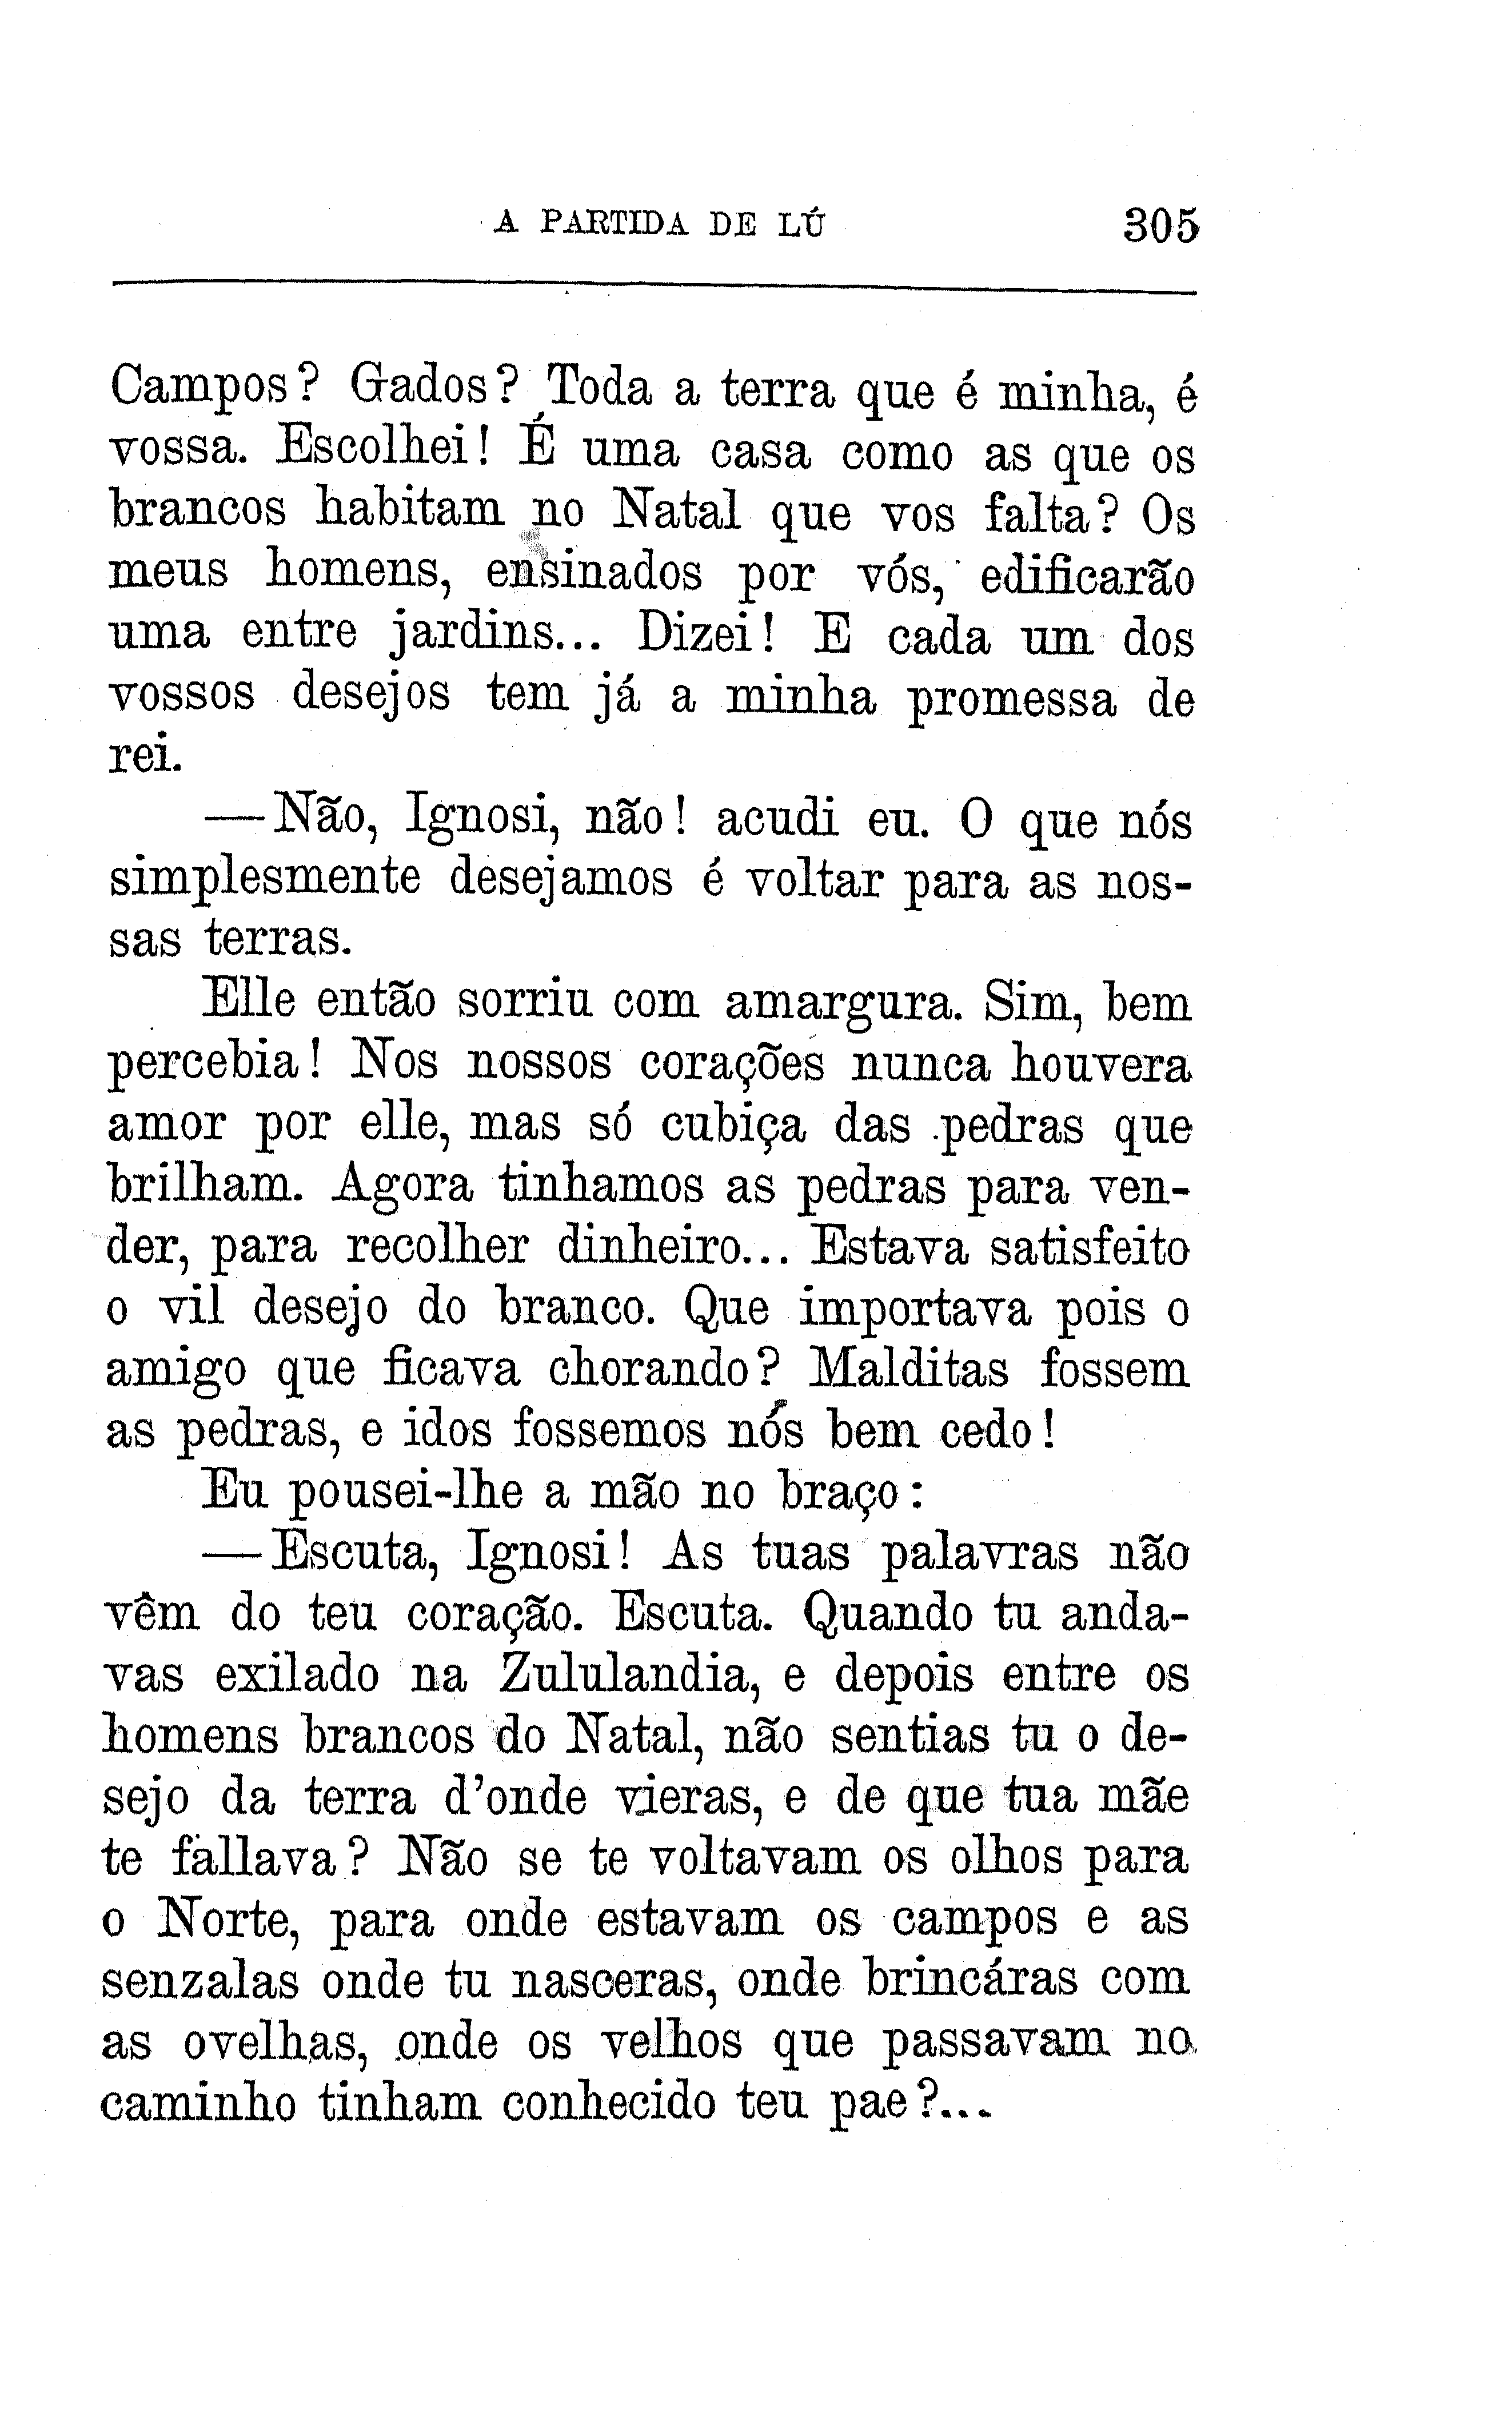 A PARTIDA DE LÚ 305
Campos? Gados? Toda a terra que é minha, é
vossa. Escolhei! É uma casa como as que os
brancos habitam no Natal que vos falta? Os
meus homens, ensinados por vós, edificarão
uma entre jardins... Dizei! E cada um dos
vossos desejos tem já a minha promessa de
rei.
—Não, Ignosi, não! acudi eu. O que nós
simplesmente desejamos é voltar para as nos-
sas terras.
Elle então sorriu com amargura. Sim, bem
percebia! Nos nossos corações nunca houvera
amor por elle, mas só cubiça das pedras que
brilham. Agora tinhamos as pedras para ven-
der, para recolher dinheiro... Estava satisfeito
o vil desejo do branco. Que importava pois o
amigo que ficava chorando? Malditas fossem
as pedras, e idos fossemos nós bem cedo!
Eu pousei-lhe a mão no braço:
—Escuta, Ignosi! As tuas palavras não
vêm do teu coração. Escuta. Quando tu anda-
vas exilado na Zululandia, e depois entre os
homens brancos do Natal, não sentias tu o de-
sejo da terra d'onde vieras, e de que tua mãe
te fallava? Não se te voltavam os olhos para
o Norte, para onde estavam os campos e as
senzalas onde tu nasceras, onde brincáras com
as ovelhas, onde os velhos que passavam no
caminho tinham conhecido teu pae?...